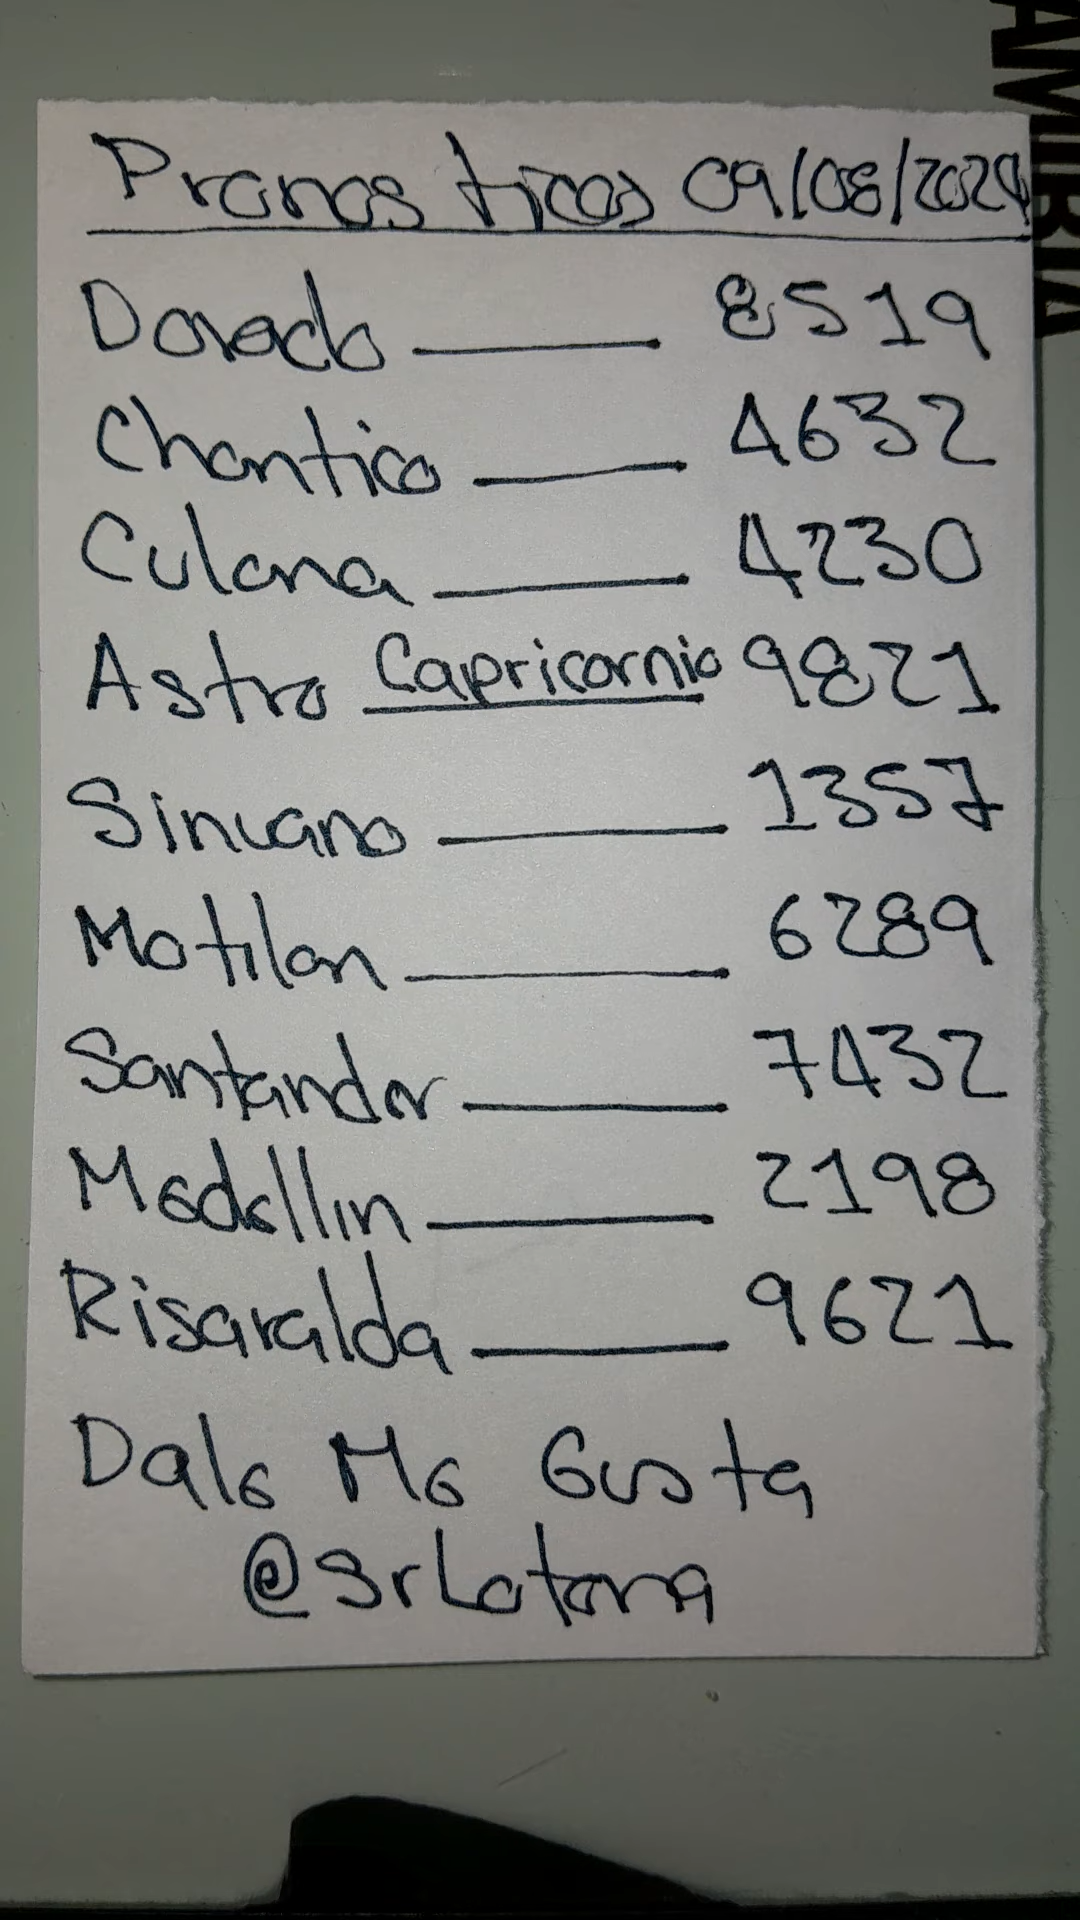 Pronosticos 09/08/2024
Dorado 8519
Chontico 4632
Culona 4230
Astro Capricornio 9821
Sinuano 1357
Motilon 6289
Santander 7432
Medellin 2198
Risaralda 9621
Dale Me Gusta
@SrLotona